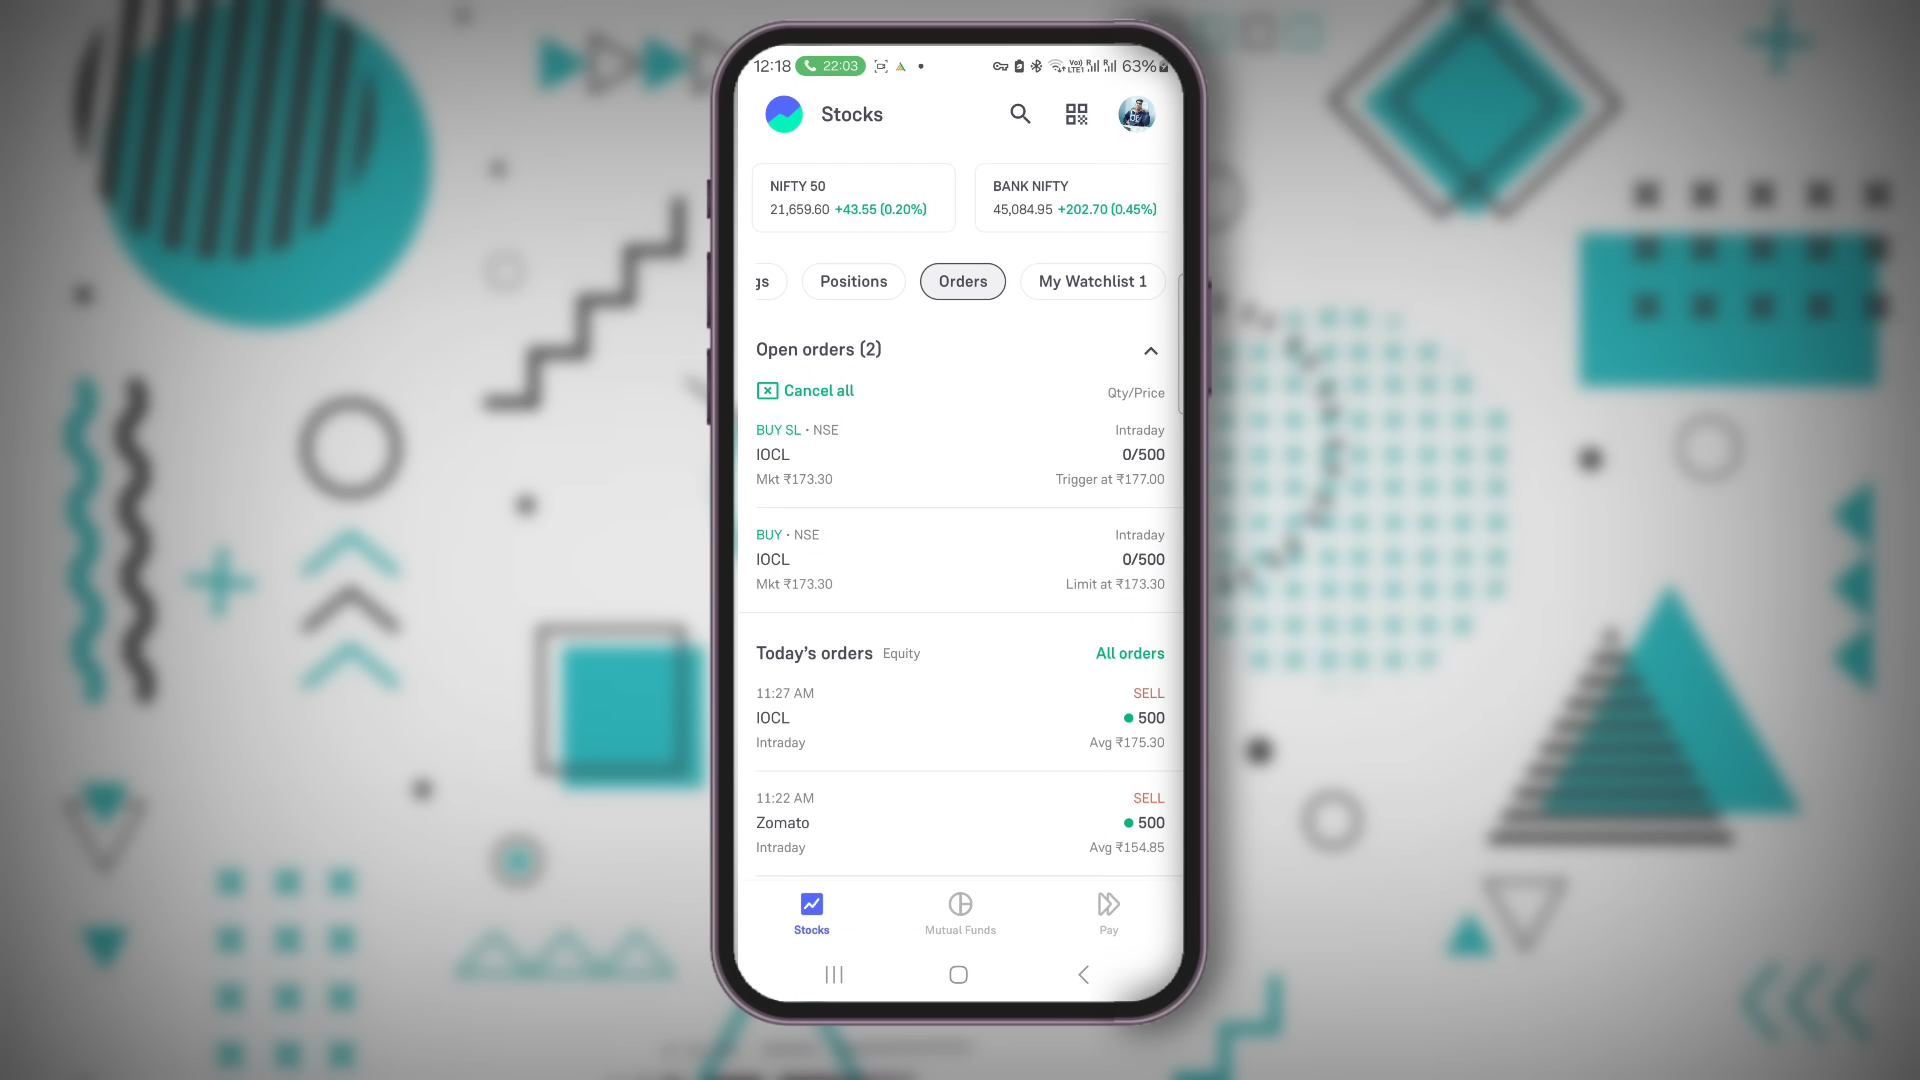 12:18 22:03 63%
Stocks
NIFTY 50
21,659.60 +43.55 (0.20%)
BANK NIFTY
45,084.95 +202.70 (0.45%)
gs Positions Orders My Watchlist 1
Open orders (2)
Cancel all Qty/Price
BUY SL · NSE Intraday
IOCL 0/500
Mkt ₹173.30 Trigger at ₹177.00
BUY · NSE Intraday
IOCL 0/500
Mkt ₹173.30 Limit at ₹173.30
Today’s orders Equity All orders
11:27 AM SELL
IOCL 500
Intraday Avg ₹175.30
11:22 AM SELL
Zomato 500
Intraday Avg ₹154.85
Stocks Mutual Funds Pay